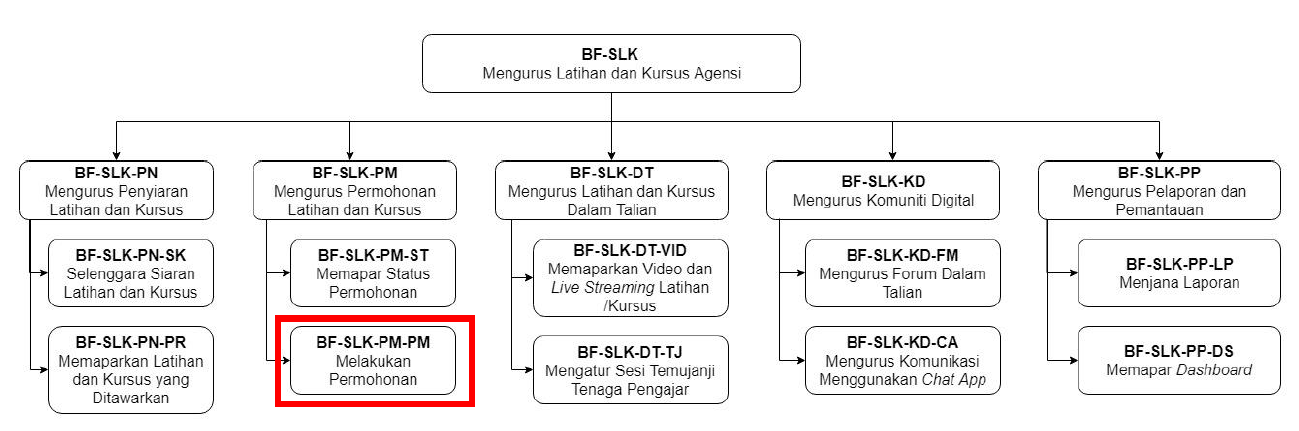 BF-SLK
Mengurus Latihan dan Kursus Agensi
BF-SLK-PN
Mengurus Penyiaran
Latihan dan Kursus
BF-SLK-PN-SK
Selenggara Siaran
Latihan dan Kursus
BF-SLK-PN-PR
Memaparkan Latihan
dan Kursus yang
Ditawarkan
BF-SLK-PM
Mengurus Permohonan
Latihan dan Kursus
BF-SLK-PM-ST
Memapar Status
Permohonan
BF-SLK-PM-PM
Melakukan
Permohonan
BF-SLK-DT
Mengurus Latihan dan Kursus
Dalam Talian
BF-SLK-DT-VID
Memaparkan Video dan
Live Streaming Latihan
/Kursus
BF-SLK-DT-TJ
Mengatur Sesi Temujanji
Tenaga Pengajar
BF-SLK-KD
Mengurus Komuniti Digital
BF-SLK-KD-FM
Mengurus Forum Dalam
Talian
BF-SLK-KD-CA
Mengurus Komunikasi
Menggunakan Chat App
BF-SLK-PP
Mengurus Pelaporan dan
Pemantauan
BF-SLK-PP-LP
Menjana Laporan
BF-SLK-PP-DS
Memapar Dashboard